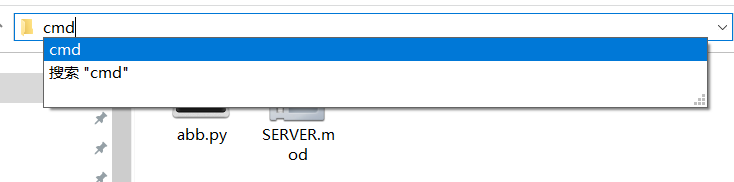 cmd
cmd
搜索 "cmd"
abb.py
SERVER.m
od